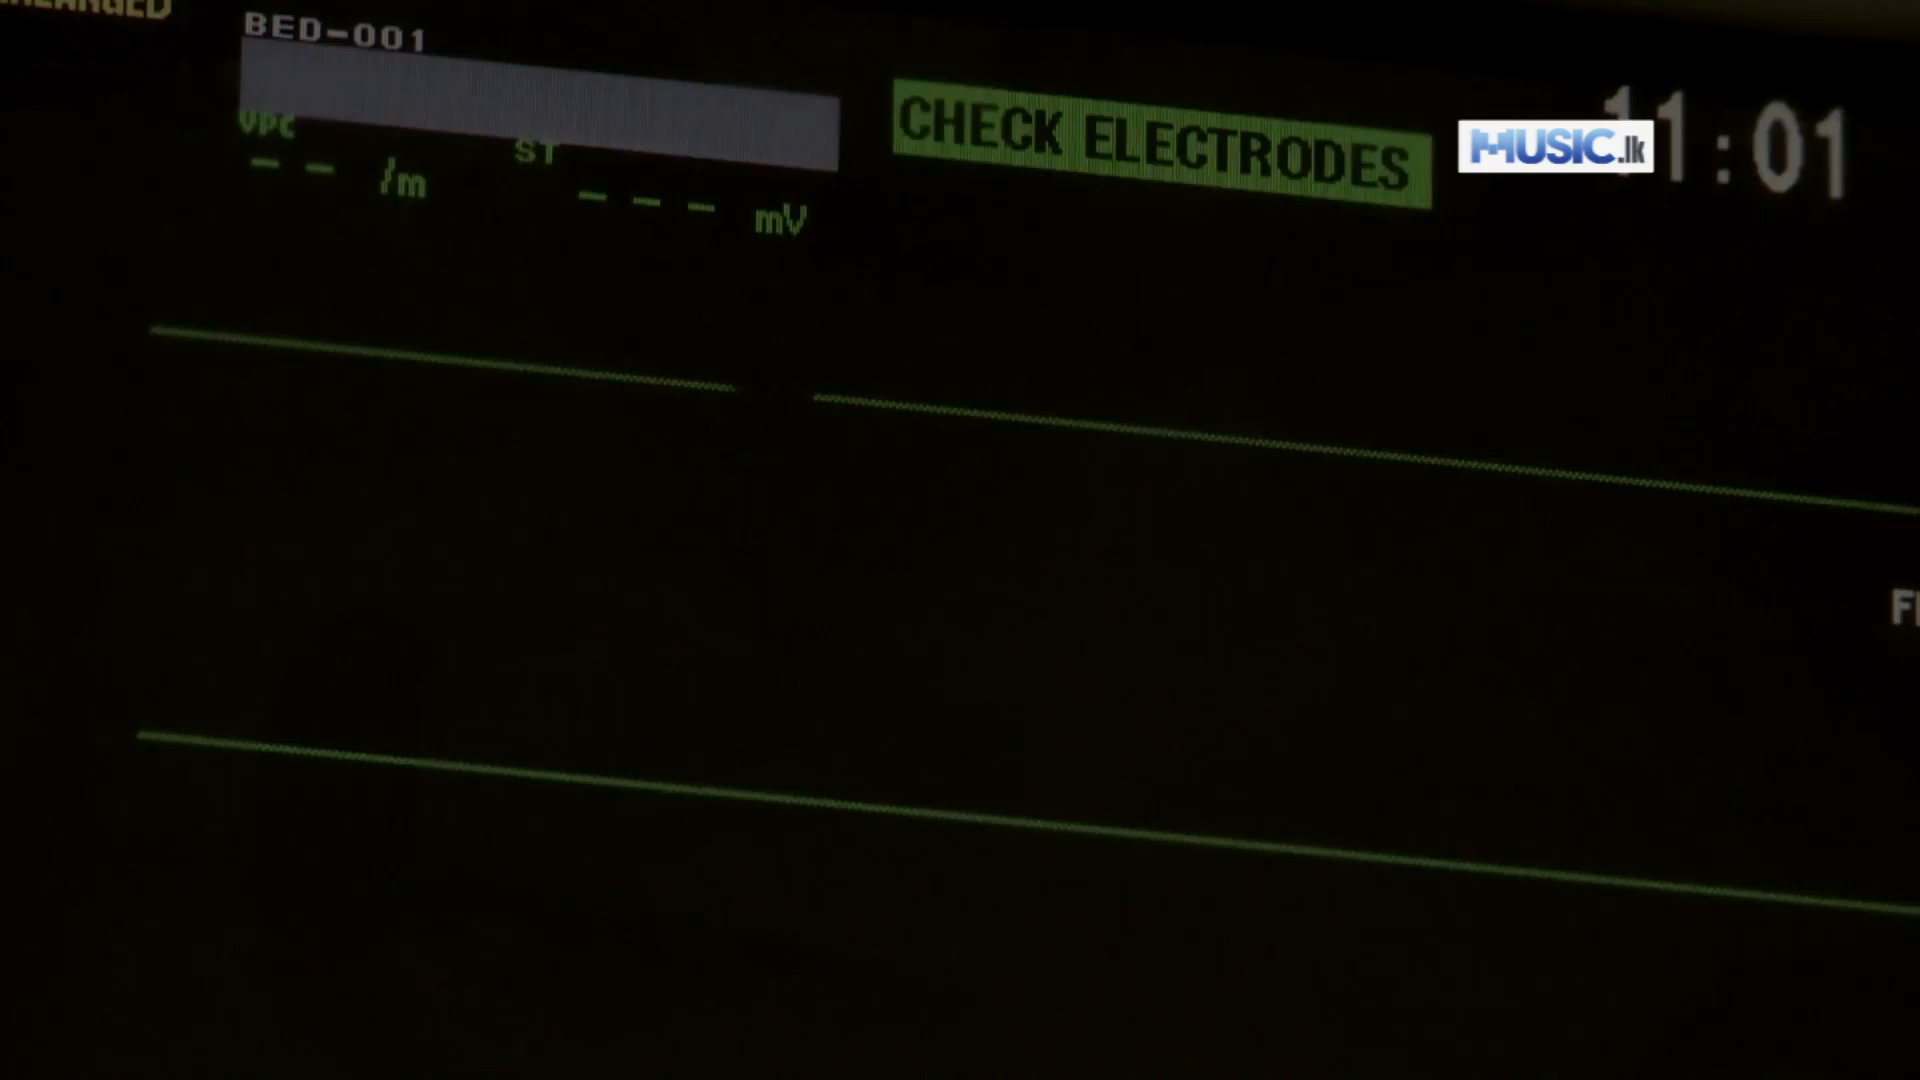 BED-001
CHECK ELECTRODES
11:01
MUSIC.lk
VPC
ST
-- /m
--- mV